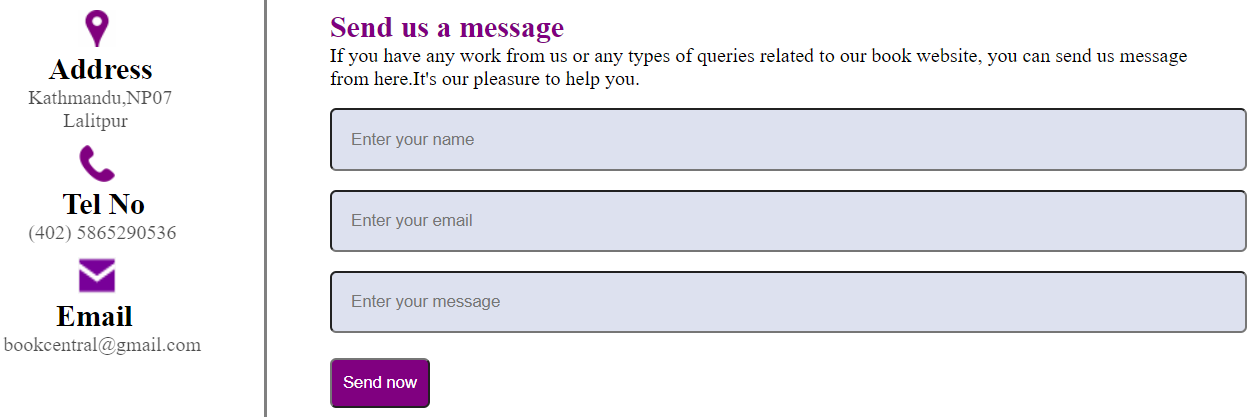 Address
Kathmandu,NP07
Lalitpur
Tel No
(402) 5865290536
Email
bookcentral@gmail.com
Send us a message
If you have any work from us or any types of queries related to our book website, you can send us message
from here.It's our pleasure to help you.
Enter your name
Enter your email
Enter your message
Send now